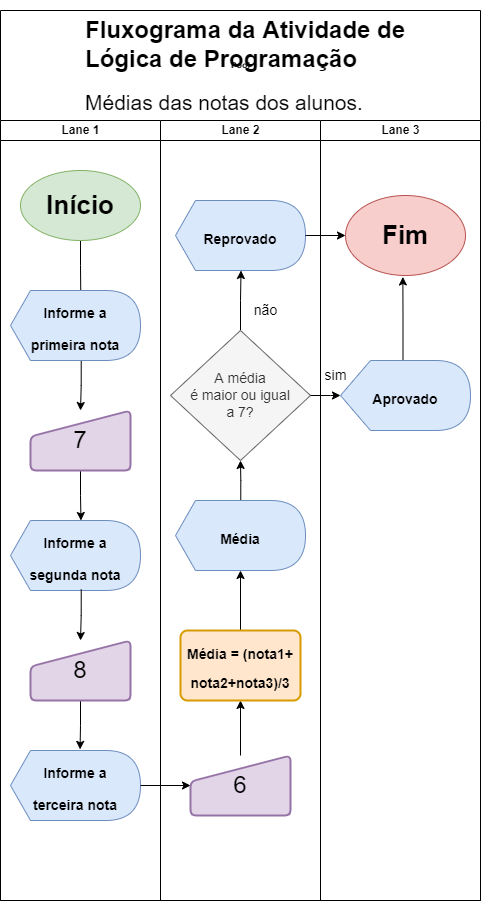 Fluxograma da Atividade de
Lógica de Programação
Médias das notas dos alunos.
Lane 1
Lane 2
Lane 3
Início
Informe a
primeira nota
7
Informe a
segunda nota
8
Informe a
terceira nota
Reprovado
não
A média
é maior ou igual
a 7?
sim
Média
Média = (nota1+
nota2+nota3)/3
6
Fim
Aprovado